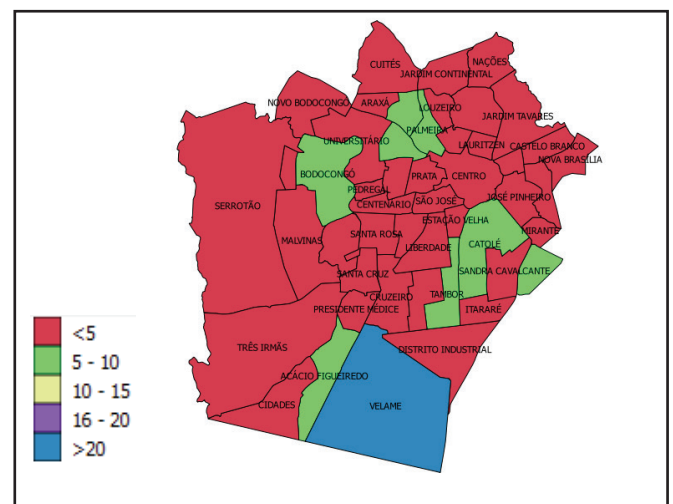 CUITÉS
NAÇÕES
JARDIM CONTINENTAL
NOVO BODOCONGÓ
ARAXÁ
LOUZEIRO
JARDIM TAVARES
PALMEIRA
UNIVERSITÁRIO
LAURITZEN
CASTELO BRANCO
NOVA BRASILIA
BODOCONGÓ
PRATA
CENTRO
PEDREGAL
JOSÉ PINHEIRO
CENTENÁRIO
SÃO JOSÉ
SERROTÃO
ESTAÇÃO VELHA
MIRANTE
SANTA ROSA
MALVINAS
LIBERDADE
CATOLÉ
SANTA CRUZ
SANDRA CAVALCANTE
CRUZEIRO
TAMBOR
PRESIDENTE MÉDICE
ITARARÉ
TRÊS IRMÃS
DISTRITO INDUSTRIAL
ACÁCIO FIGUEIREDO
CIDADES
VELAME
<5
5 - 10
10 - 15
16 - 20
>20